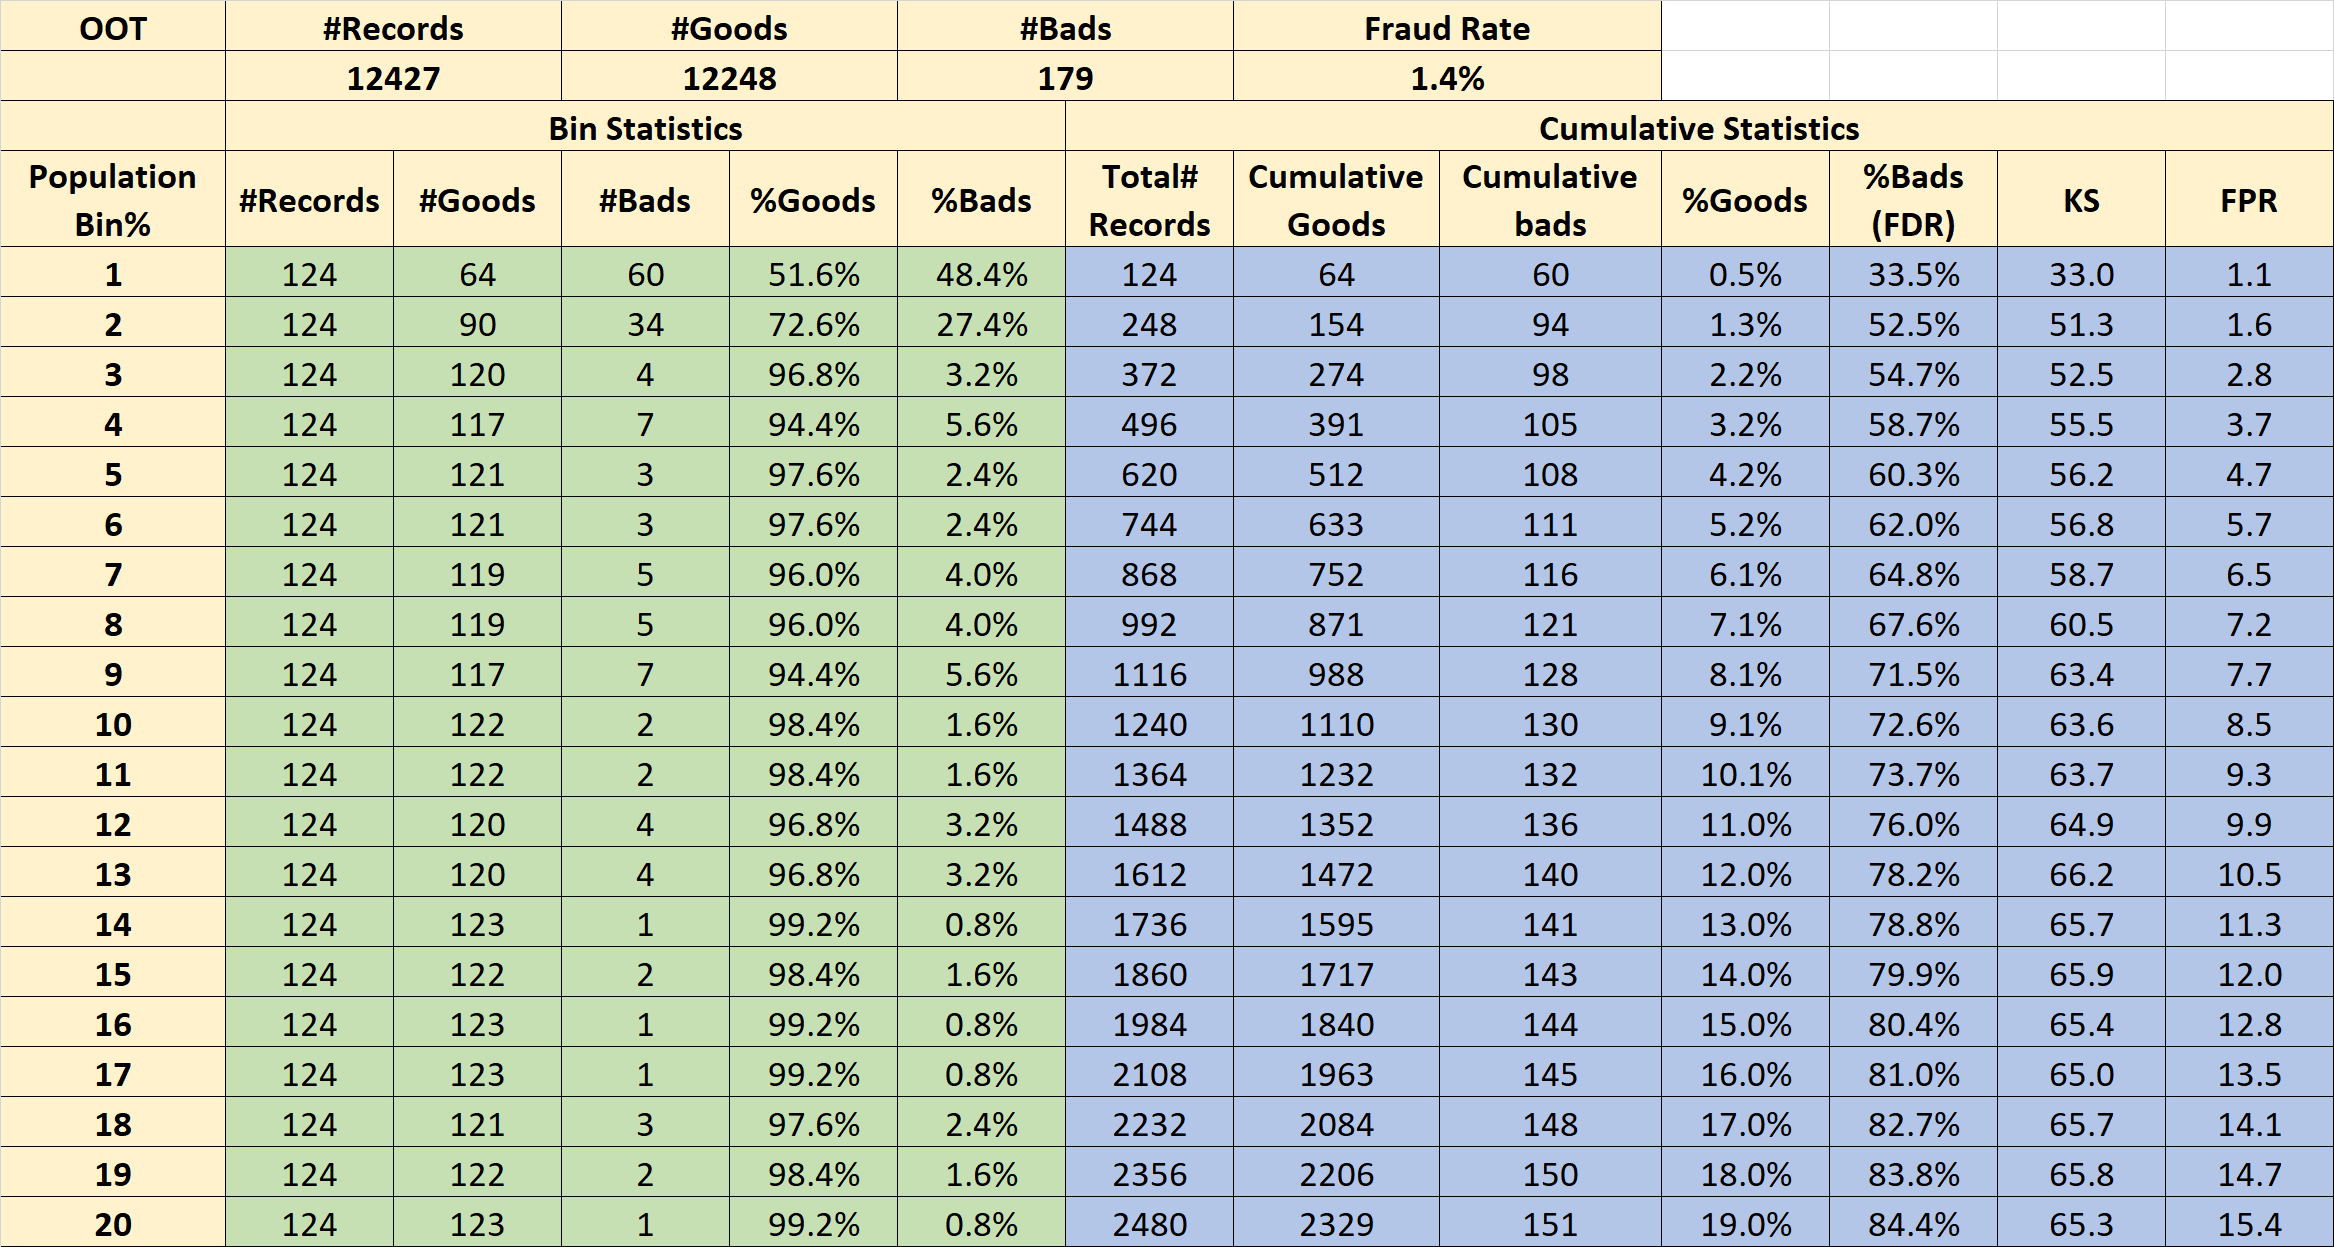 OOT #Records #Goods #Bads Fraud Rate
12427 12248 179 1.4%
Bin Statistics Cumulative Statistics
Population Bin% #Records #Goods #Bads %Goods %Bads Total# Records Cumulative Goods Cumulative bads %Goods %Bads (FDR) KS FPR
1 124 64 60 51.6% 48.4% 124 64 60 0.5% 33.5% 33.0 1.1
2 124 90 34 72.6% 27.4% 248 154 94 1.3% 52.5% 51.3 1.6
3 124 120 4 96.8% 3.2% 372 274 98 2.2% 54.7% 52.5 2.8
4 124 117 7 94.4% 5.6% 496 391 105 3.2% 58.7% 55.5 3.7
5 124 121 3 97.6% 2.4% 620 512 108 4.2% 60.3% 56.2 4.7
6 124 121 3 97.6% 2.4% 744 633 111 5.2% 62.0% 56.8 5.7
7 124 119 5 96.0% 4.0% 868 752 116 6.1% 64.8% 58.7 6.5
8 124 119 5 96.0% 4.0% 992 871 121 7.1% 67.6% 60.5 7.2
9 124 117 7 94.4% 5.6% 1116 988 128 8.1% 71.5% 63.4 7.7
10 124 122 2 98.4% 1.6% 1240 1110 130 9.1% 72.6% 63.6 8.5
11 124 122 2 98.4% 1.6% 1364 1232 132 10.1% 73.7% 63.7 9.3
12 124 120 4 96.8% 3.2% 1488 1352 136 11.0% 76.0% 64.9 9.9
13 124 120 4 96.8% 3.2% 1612 1472 140 12.0% 78.2% 66.2 10.5
14 124 123 1 99.2% 0.8% 1736 1595 141 13.0% 78.8% 65.7 11.3
15 124 122 2 98.4% 1.6% 1860 1717 143 14.0% 79.9% 65.9 12.0
16 124 123 1 99.2% 0.8% 1984 1840 144 15.0% 80.4% 65.4 12.8
17 124 123 1 99.2% 0.8% 2108 1963 145 16.0% 81.0% 65.0 13.5
18 124 121 3 97.6% 2.4% 2232 2084 148 17.0% 82.7% 65.7 14.1
19 124 122 2 98.4% 1.6% 2356 2206 150 18.0% 83.8% 65.8 14.7
20 124 123 1 99.2% 0.8% 2480 2329 151 19.0% 84.4% 65.3 15.4